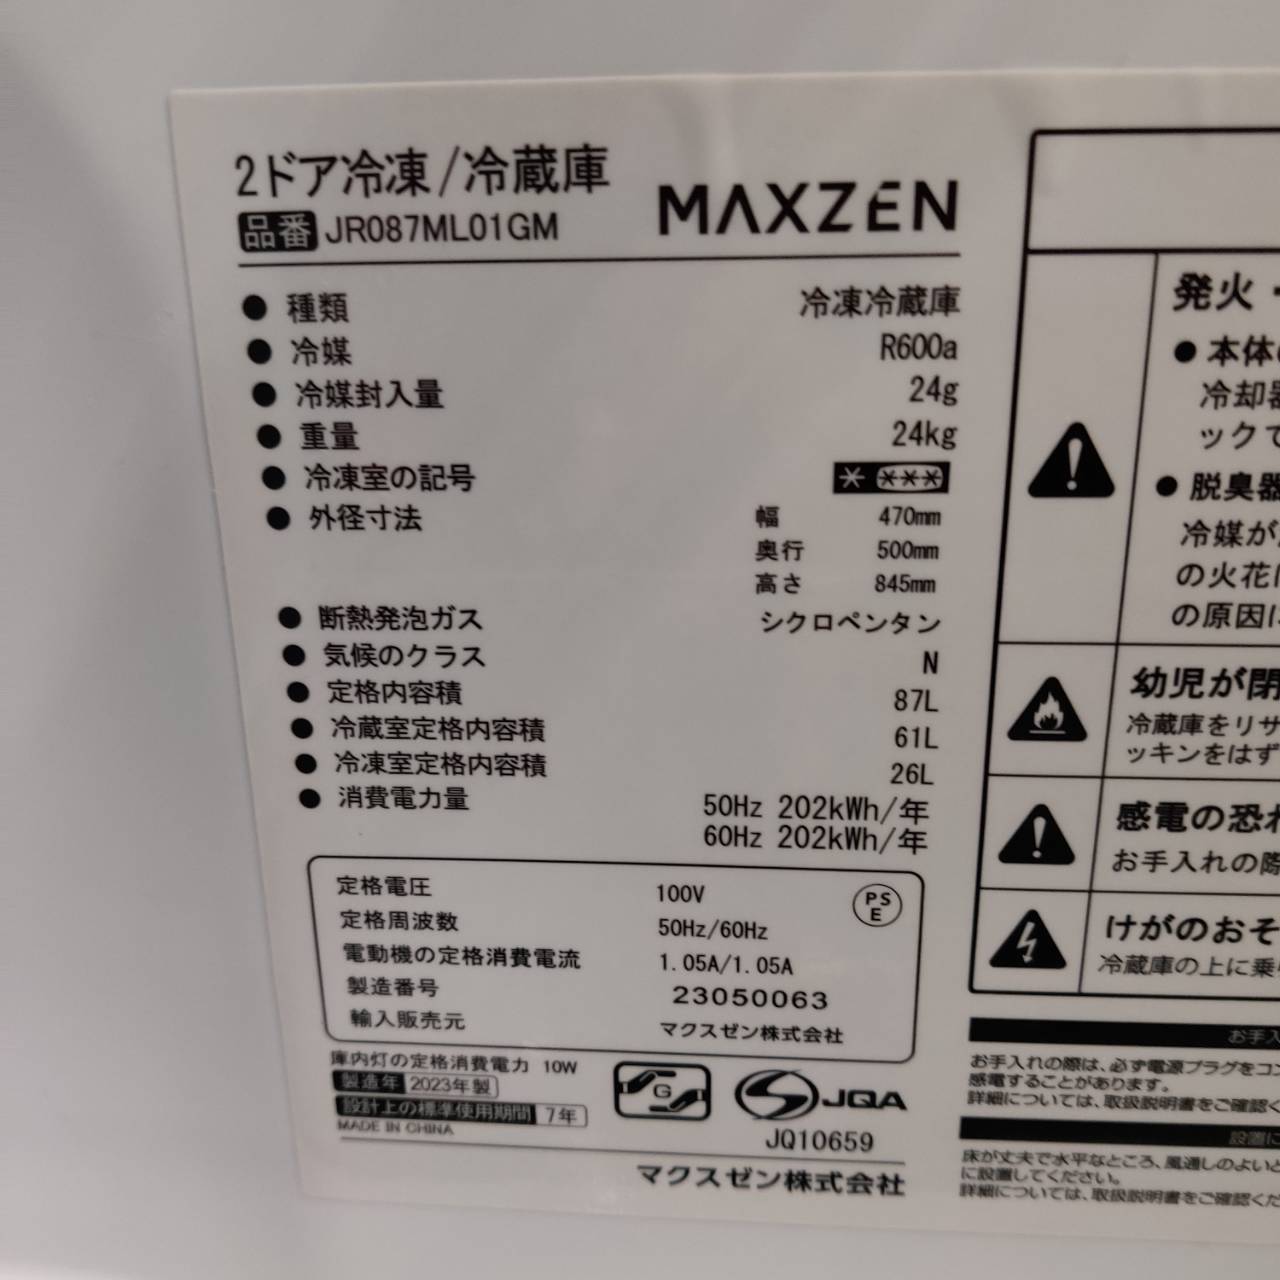 2ドア冷凍/冷蔵庫
MAXZEN
品番 JR087ML01GM
● 種類 冷凍冷蔵庫
● 冷媒 R600a
● 冷媒封入量 24g
● 重量 24kg
● 冷凍室の記号 * ***
● 外径寸法 幅 470mm
奥行 500mm
高さ 845mm
● 断熱発泡ガス シクロペンタン
● 気候のクラス N
● 定格内容積 87L
● 冷蔵室定格内容積 61L
● 冷凍室定格内容積 26L
● 消費電力量 50Hz 202kWh/年
60Hz 202kWh/年
定格電圧 100V
PSE
定格周波数 50Hz/60Hz
電動機の定格消費電流 1.05A/1.05A
製造番号 23050063
輸入販売元 マクスゼン株式会社
庫内灯の定格消費電力 10W
製造年 2023年製
設計上の標準使用期間 7年
MADE IN CHINA
G
JQA
JQ10659
マクスゼン株式会社
発火・
● 本体の
冷却器
ックで
● 脱臭器
冷媒が
の火花に
の原因に
幼児が閉
冷蔵庫をリサ
ッキンをはず
感電の恐れ
お手入れの際
けがのおそ
冷蔵庫の上に乗
お手入
お手入れの際は、必ず電源プラグをコン
感電することがあります。
詳細については、取扱説明書をご確認く
設置に
床が丈夫で水平なところ、風通しのよいと
に設置してください。
詳細については、取扱説明書をご確認くだ